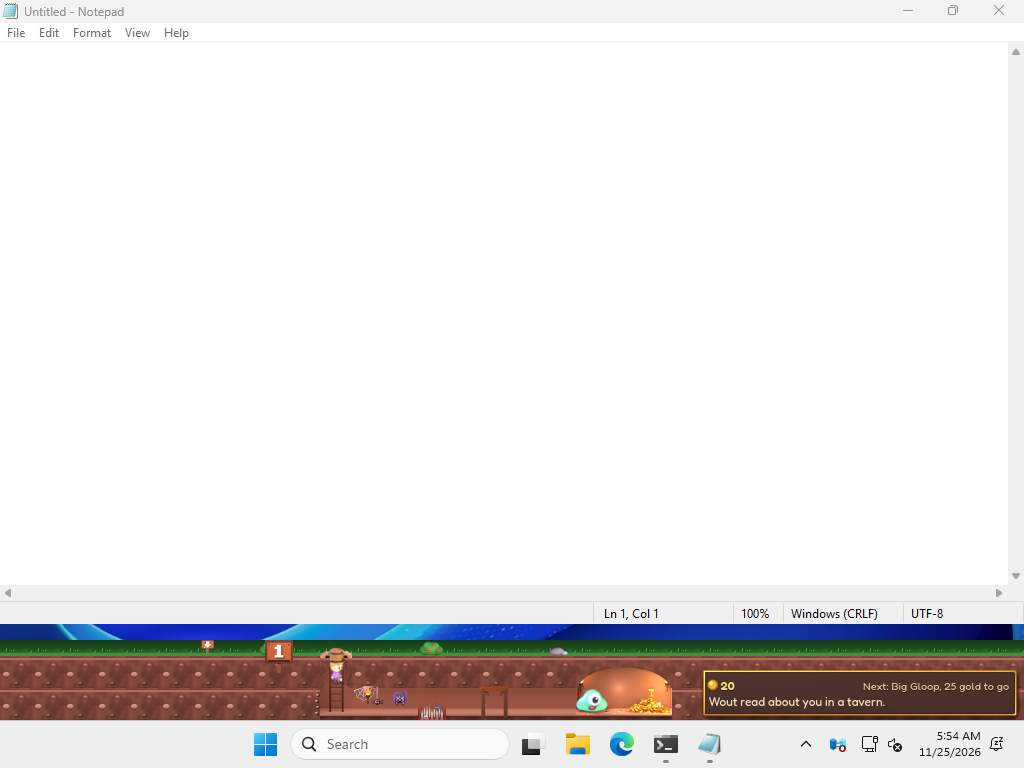 Untitled - Notepad
File Edit Format View Help
Ln 1, Col 1 100% Windows (CRLF) UTF-8
1
20 Next: Big Gloop, 25 gold to go
Wout read about you in a tavern.
Search
5:54 AM
11/25/2026